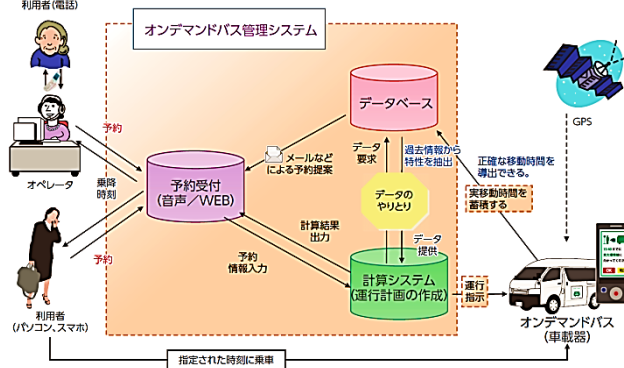 利用者(電話)
オンデマンドバス管理システム
予約
オペレータ
乗降
時刻
予約
利用者
(パソコン、スマホ)
予約受付
(音声/WEB)
メールなど
による予約提案
データベース
データ
要求
過去情報から
特性を抽出
データの
やりとり
計算結果
出力
データ
提供
予約
情報入力
計算システム
(運行計画の作成)
運行
指示
GPS
正確な移動時間を
導出できる。
実移動時間を
蓄積する
オンデマンドバス
(車載器)
指定された時刻に乗車